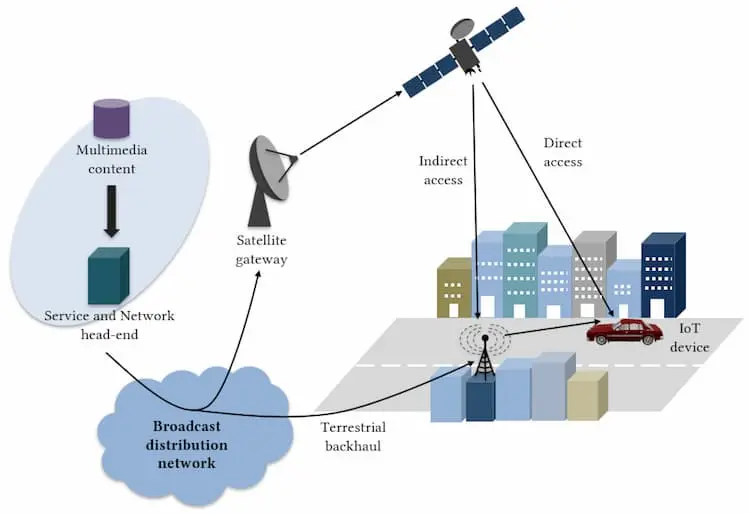 Multimedia
content
Service and Network
head-end
Satellite
gateway
Broadcast
distribution
network
Terrestrial
backhaul
Indirect
access
Direct
access
IoT
device